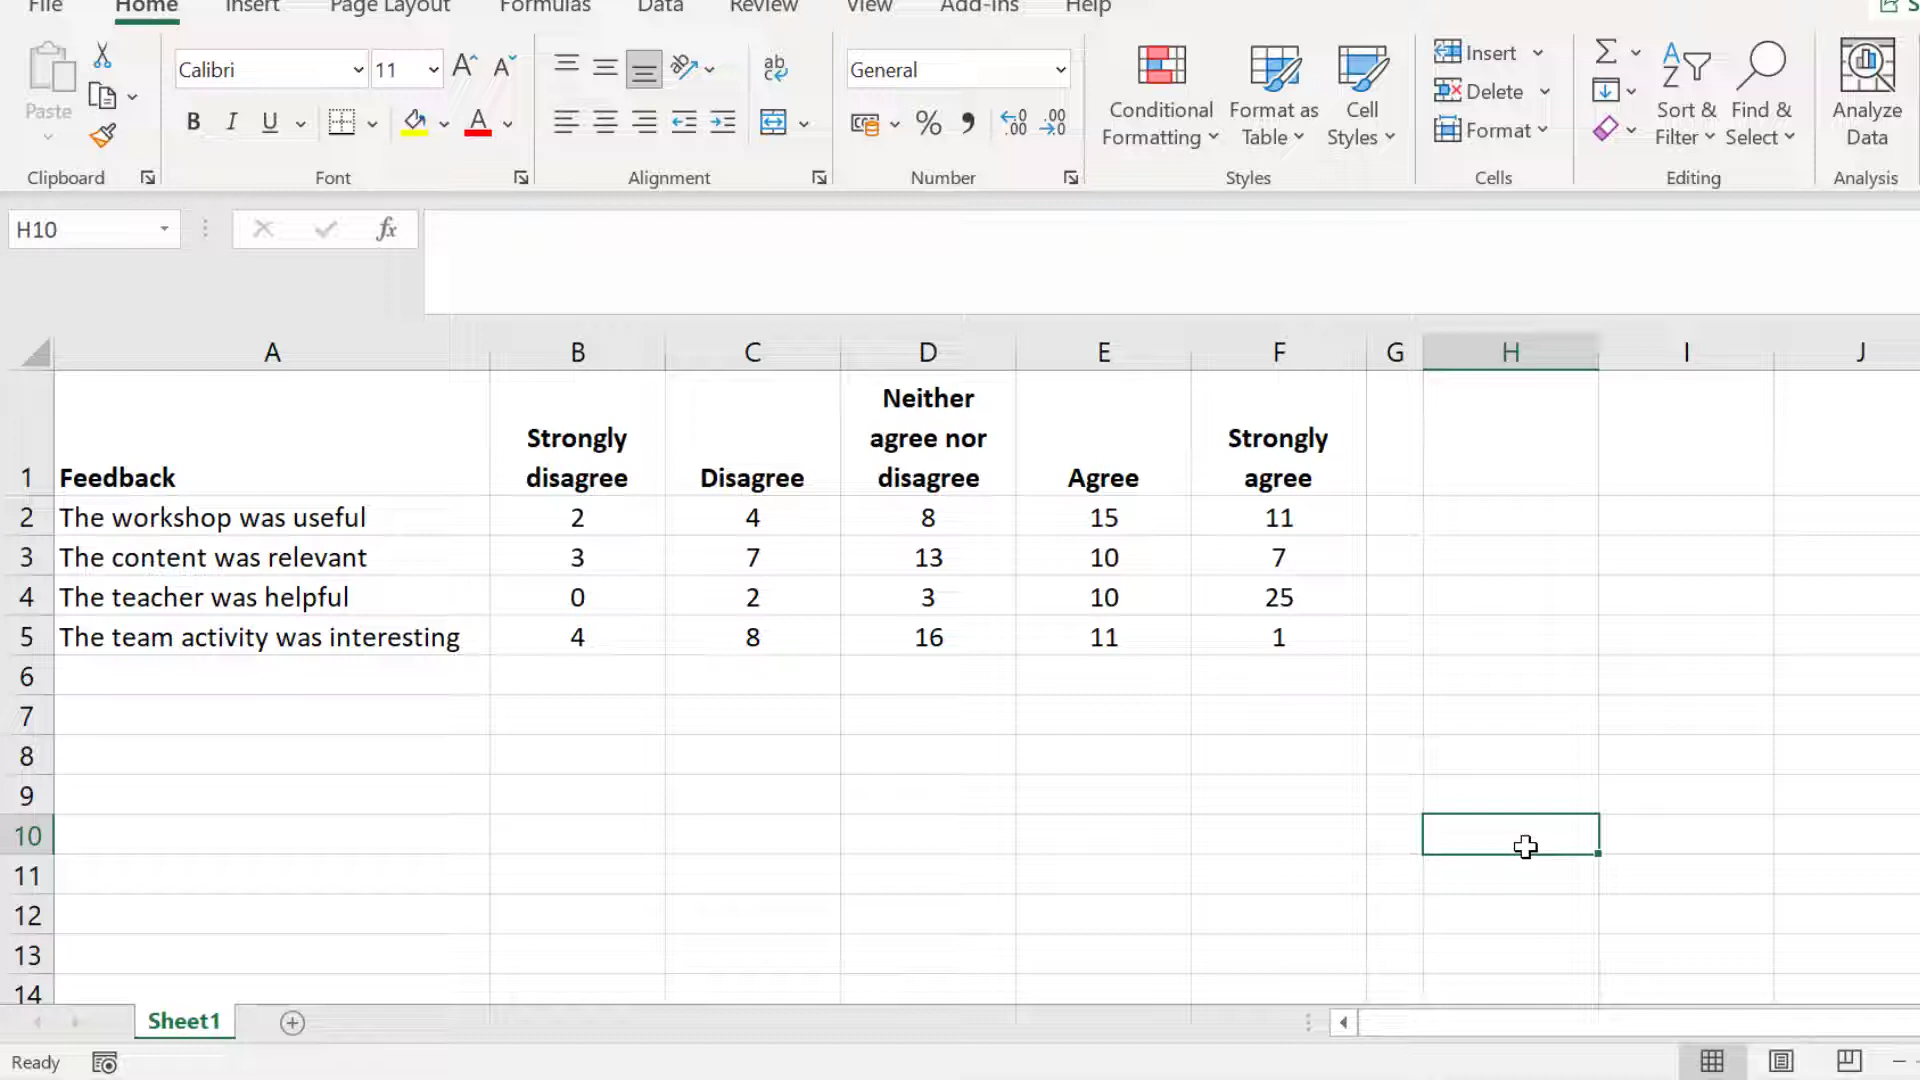 File Home Insert Page Layout Formulas Data Review View Add-ins Help
Calibri 11 ab General Insert
Paste Conditional Format as Cell Delete Sort & Find & Analyze
B I U A % Formatting Table Styles Format Filter Select Data
Clipboard Font Alignment Number Styles Cells Editing Analysis
H10 fx
A B C D E F G H I J
1 Feedback Strongly disagree Disagree Neither agree nor disagree Agree Strongly agree
2 The workshop was useful 2 4 8 15 11
3 The content was relevant 3 7 13 10 7
4 The teacher was helpful 0 2 3 10 25
5 The team activity was interesting 4 8 16 11 1
6
7
8
9
10
11
12
13
14
Sheet1
Ready